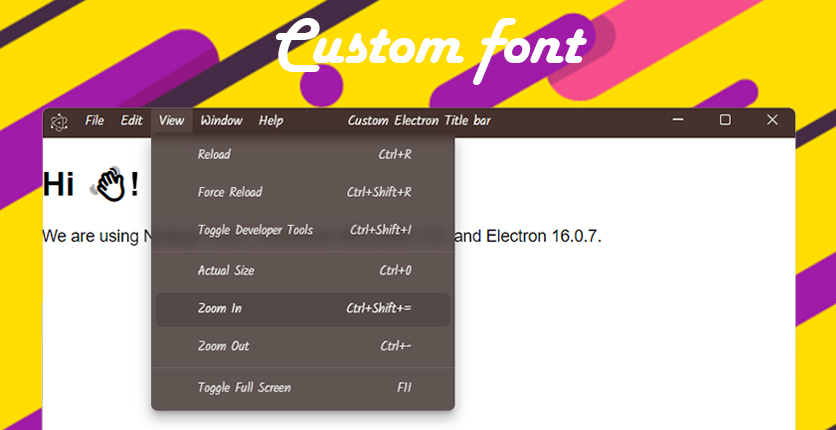 Custom font
File Edit View Window Help Custom Electron Title bar
Reload Ctrl+R
Hi 👋!
Force Reload Ctrl+Shift+R
Toggle Developer Tools Ctrl+Shift+I
We are using and Electron 16.0.7.
Actual Size Ctrl+0
Zoom In Ctrl+Shift+=
Zoom Out Ctrl+-
Toggle Full Screen F11